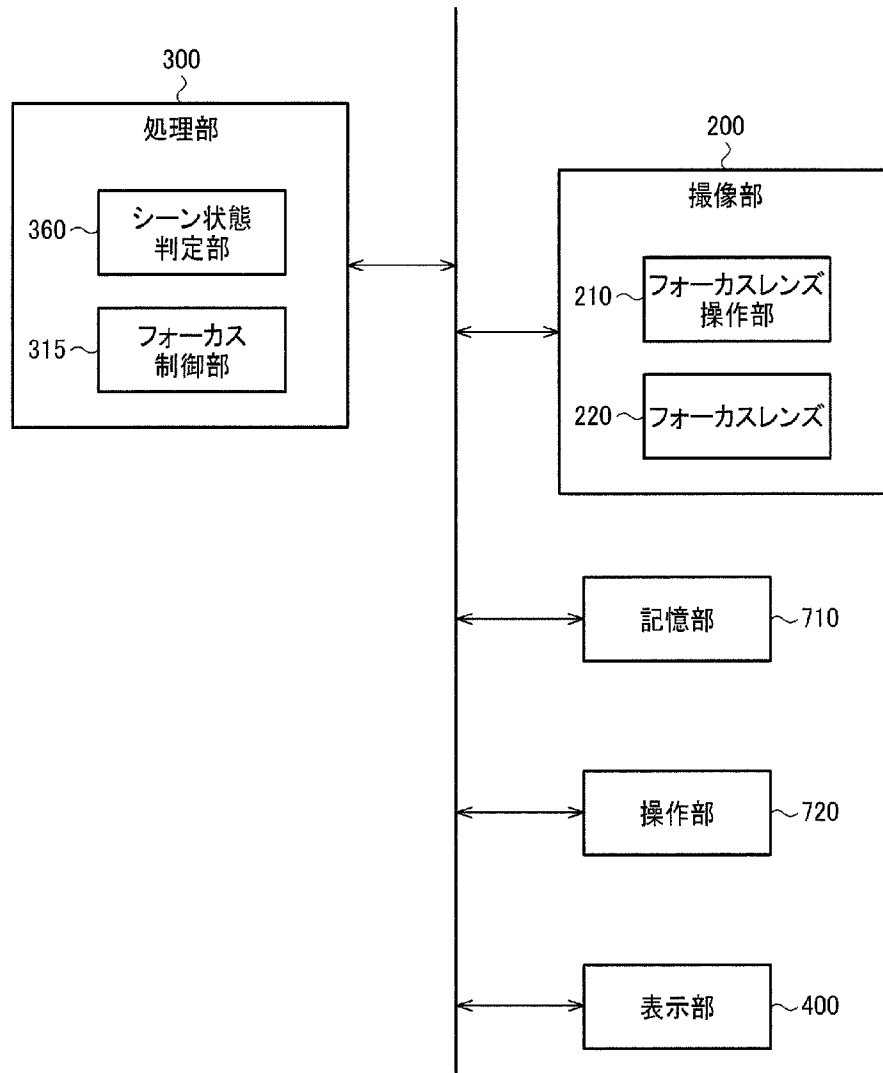 300
処理部
360
シーン状態
判定部
315
フォーカス
制御部
200
撮像部
210
フォーカスレンズ
操作部
220
フォーカスレンズ
記憶部
710
操作部
720
表示部
400